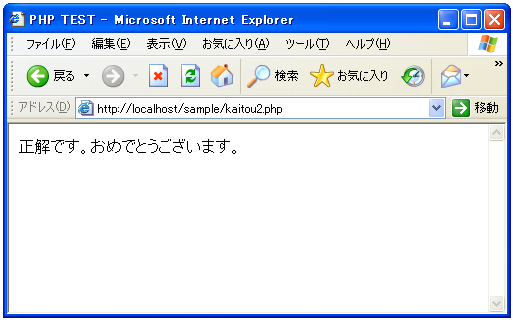 PHP TEST - Microsoft Internet Explorer
ファイル(F) 編集(E) 表示(V) お気に入り(A) ツール(T) ヘルプ(H)
戻る 検索 お気に入り
アドレス(D) http://localhost/sample/kaitou2.php 移動
正解です。おめでとうございます。